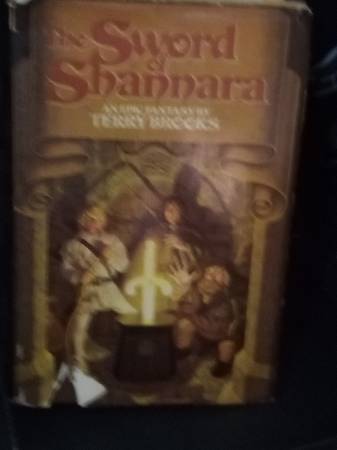 The Sword
of
Shannara
AN EPIC FANTASY BY
TERRY BROOKS